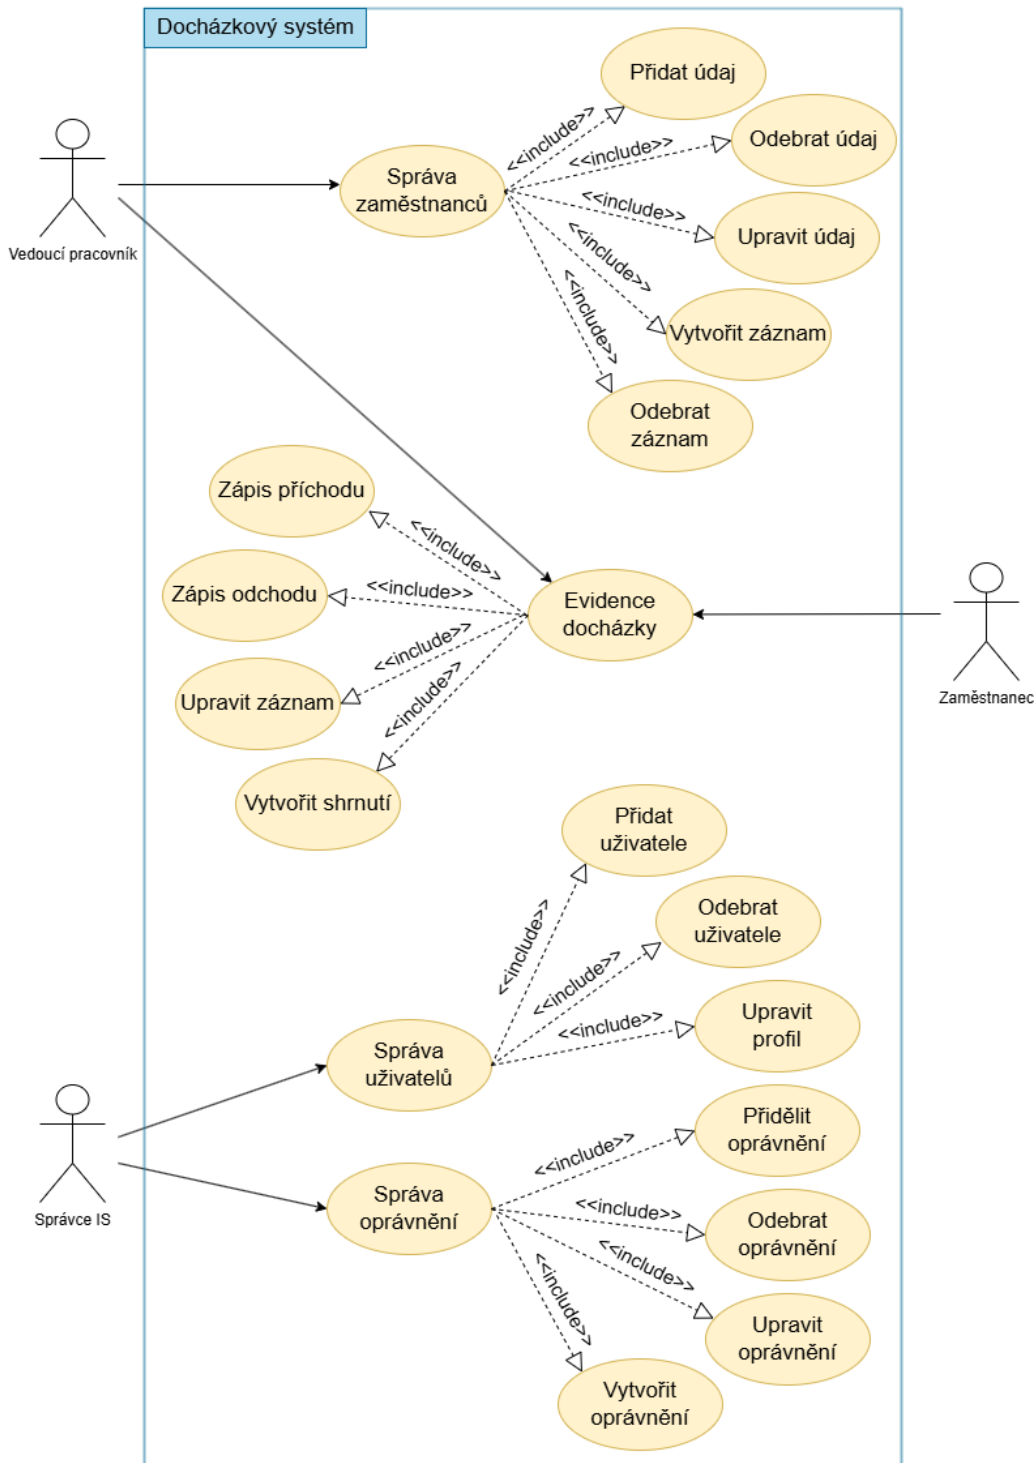 Docházkový systém
Přidat údaj
<<include>>
Odebrat údaj
<<include>>
Správa
zaměstnanců
<<include>>
Upravit údaj
Vedoucí pracovník
<<include>>
Vytvořit záznam
<<include>>
Odebrat
záznam
Zápis příchodu
<<include>>
Zápis odchodu
<<include>>
Evidence
docházky
<<include>>
Upravit záznam
Zaměstnanec
<<include>>
Vytvořit shrnutí
Přidat
uživatele
<<include>>
Odebrat
uživatele
<<include>>
Upravit
profil
<<include>>
Správa
uživatelů
Přidělit
oprávnění
<<include>>
Správa
oprávnění
Správce IS
<<include>>
Odebrat
oprávnění
<<include>>
Upravit
oprávnění
<<include>>
Vytvořit
oprávnění